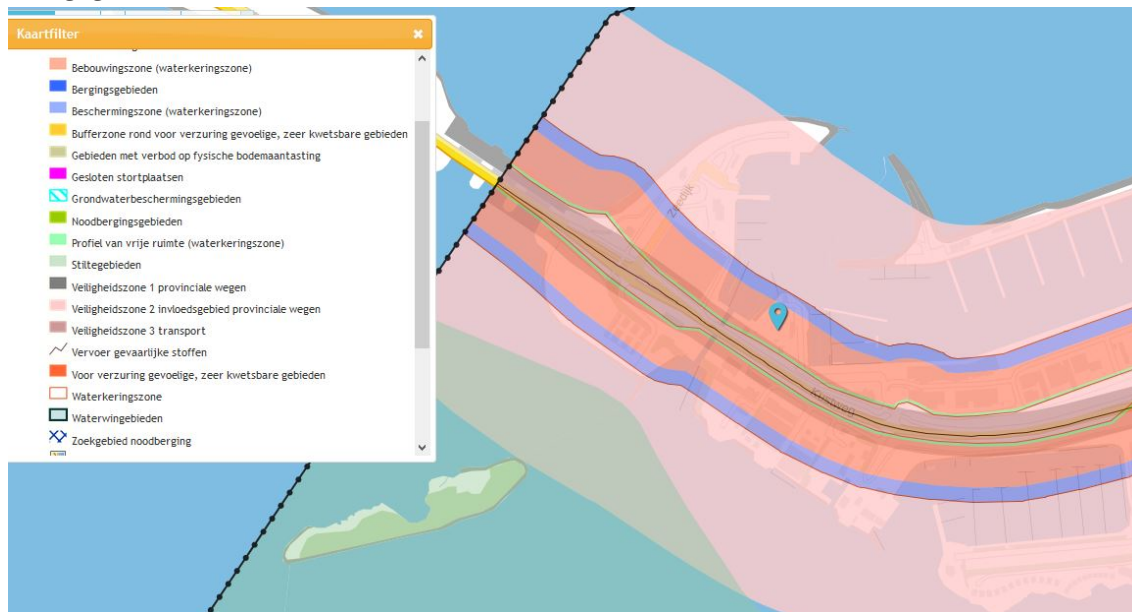 Kaartfilter
Bebouwingszone (waterkeringszone)
Bergingsgebieden
Beschermingszone (waterkeringszone)
Bufferzone rond voor verzuring gevoelige, zeer kwetsbare gebieden
Gebieden met verbod op fysische bodemaantasting
Gesloten stortplaatsen
Grondwaterbeschermingsgebieden
Noodbergingsgebieden
Profiel van vrije ruimte (waterkeringszone)
Stiltegebieden
Veiligheidszone 1 provinciale wegen
Veiligheidszone 2 invloedsgebied provinciale wegen
Veiligheidszone 3 transport
Vervoer gevaarlijke stoffen
Voor verzuring gevoelige, zeer kwetsbare gebieden
Waterkeringszone
Waterwingebieden
Zoekgebied noodberging
Zeedijk